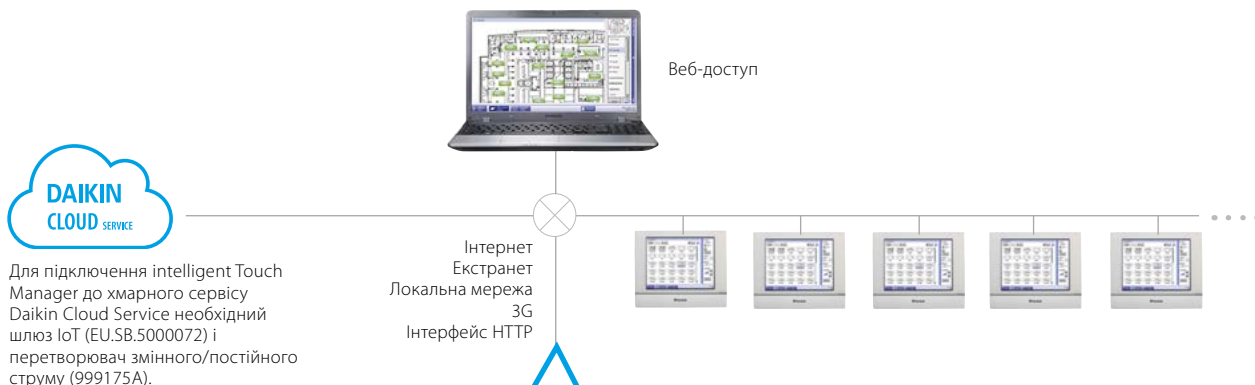 Веб-доступ
DAIKIN
CLOUD SERVICE
Для підключення intelligent Touch
Manager до хмарного сервісу
Daikin Cloud Service необхідний
шлюз IoT (EU.SB.5000072) і
перетворювач змінного/постійного
струму (999175A).
Інтернет
Екстранет
Локальна мережа
3G
Інтерфейс HTTP